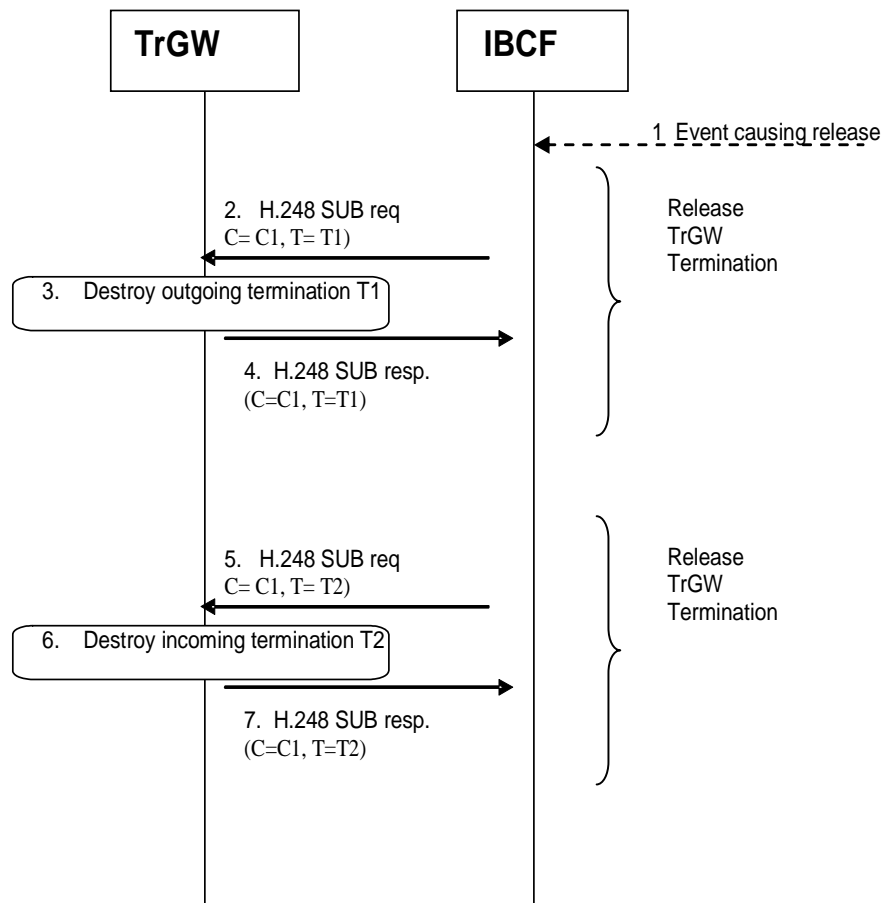 TrGW
IBCF
1 Event causing release
2. H.248 SUB req
C= C1, T= T1)
Release
TrGW
Termination
3. Destroy outgoing termination T1
4. H.248 SUB resp.
(C=C1, T=T1)
5. H.248 SUB req
C= C1, T= T2)
Release
TrGW
Termination
6. Destroy incoming termination T2
7. H.248 SUB resp.
(C=C1, T=T2)